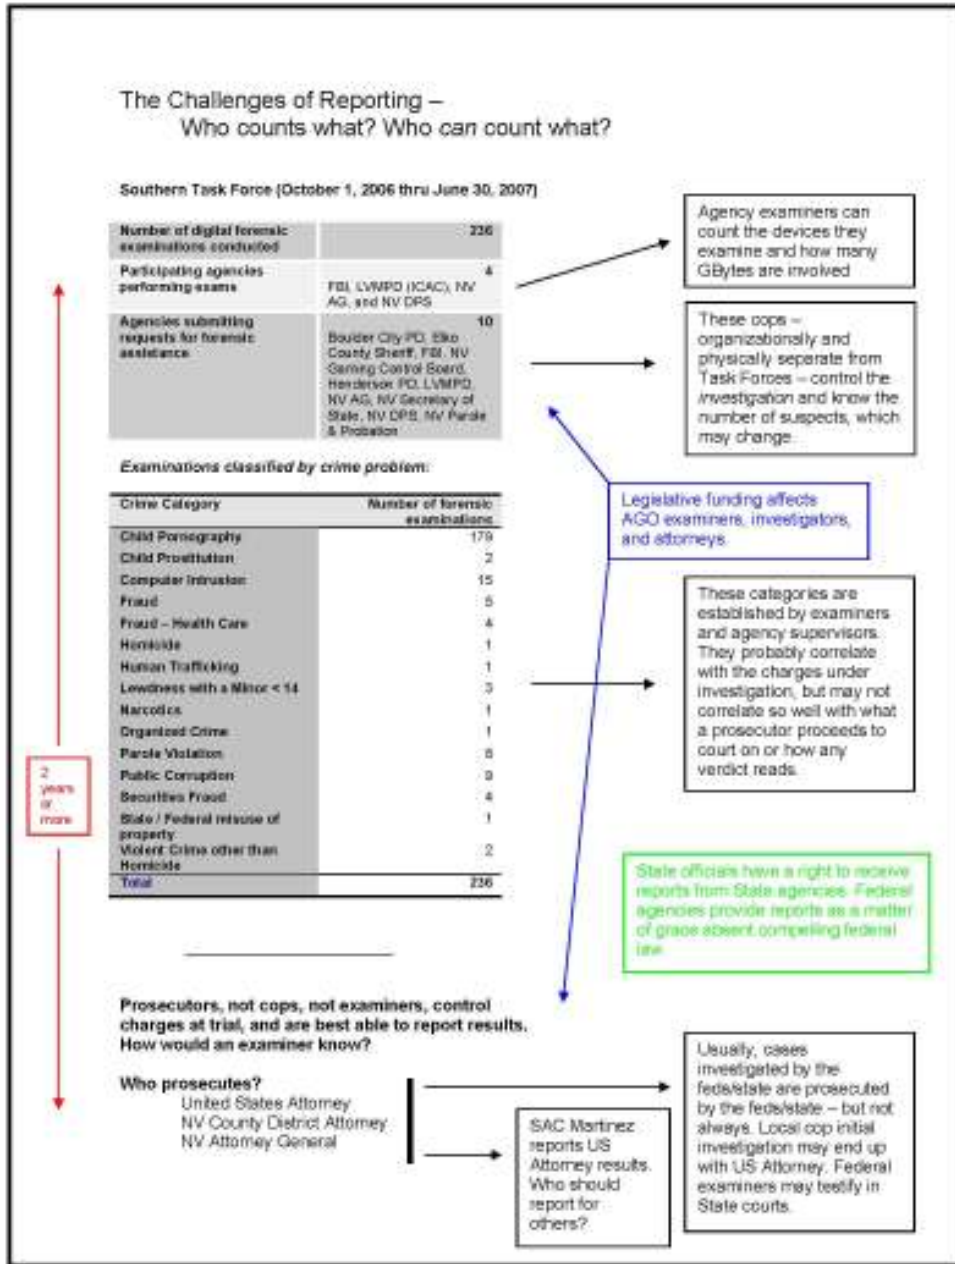 The Challenges of Reporting –
Who counts what? Who can count what?
Southern Task Force (October 1, 2006 thru June 30, 2007)
Number of digital forensic
examinations conducted
236
Participating agencies
performing exams
4
FBI, LVMPD (ICAC), NV
AG, and NV DPS
Agencies submitting
requests for forensic
assistance
10
Boulder City PD, Elko
County Sheriff, FBI, NV
Gaming Control Board,
Henderson PD, LVMPD,
NV AG, NV Secretary of
State, NV DPS, NV Parole
& Probation
Agency examiners can
count the devices they
examine and how many
GBytes are involved
These cops –
organizationally and
physically separate from
Task Forces – control the
investigation and know the
number of suspects, which
may change.
Examinations classified by crime problem:
Crime Category Number of forensic
examinations
Child Pornography 179
Child Prostitution 2
Computer Intrusion 15
Fraud 5
Fraud – Health Care 4
Homicide 1
Human Trafficking 1
Lewdness with a Minor < 14 3
Narcotics 1
Organized Crime 1
Parole Violation 8
Public Corruption 9
Securities Fraud 4
State / Federal misuse of 1
property
Violent Crime other than 2
Homicide
Total 236
Legislative funding affects
AGO examiners, investigators,
and attorneys.
These categories are
established by examiners
and agency supervisors.
They probably correlate
with the charges under
investigation, but may not
correlate so well with what
a prosecutor proceeds to
court on or how any
verdict reads.
2
years
or
more
State officials have a right to receive
reports from State agencies. Federal
agencies provide reports as a matter
of grace absent compelling federal
law.
Prosecutors, not cops, not examiners, control
charges at trial, and are best able to report results.
How would an examiner know?
Who prosecutes?
United States Attorney
NV County District Attorney
NV Attorney General
SAC Martinez
reports US
Attorney results.
Who should
report for
others?
Usually, cases
investigated by the
feds/state are prosecuted
by the feds/state – but not
always. Local cop initial
investigation may end up
with US Attorney. Federal
examiners may testify in
State courts.